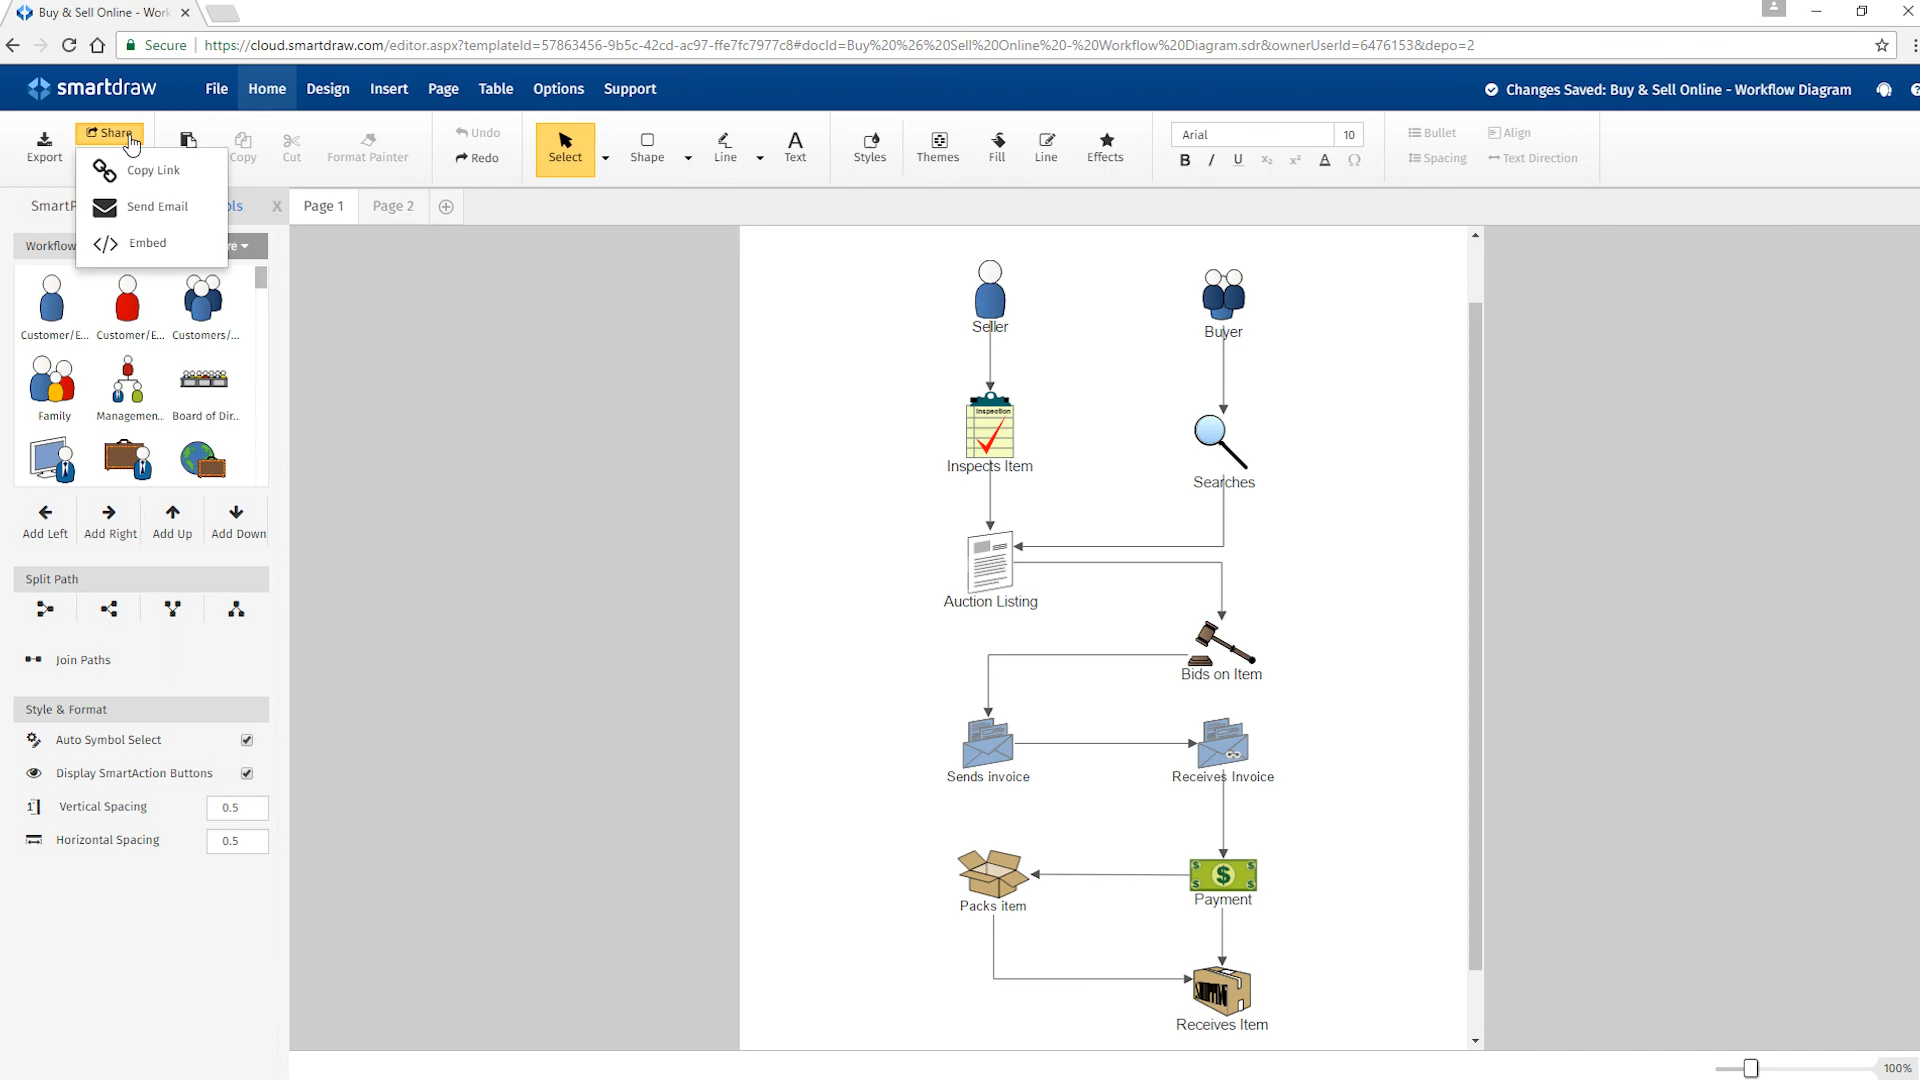 Buy & Sell Online - Work
Secure
https://cloud.smartdraw.com/editor.aspx?templateId=57863456-9b5c-42cd-ac97-ffe7fc7977c8#docId=Buy%20%26%20Sell%20Online%20-%20Workflow%20Diagram.sdr&ownerUserId=6476153&depo=2
smartdraw
File Home Design Insert Page Table Options Support
Changes Saved: Buy & Sell Online - Workflow Diagram
Export
Share
Copy
Cut
Format Painter
Undo
Redo
Select
Shape
Line
Text
Styles
Themes
Fill
Line
Effects
Arial 10
B I U X₂ X² A Ω
Bullet
Align
Spacing
Text Direction
Copy Link
Send Email
Embed
SmartP
ols X
Page 1 Page 2
Workflow
re
Customer/E... Customer/E... Customers/...
Family Managemen... Board of Dir...
Add Left Add Right Add Up Add Down
Split Path
Join Paths
Style & Format
Auto Symbol Select
Display SmartAction Buttons
Vertical Spacing 0.5
Horizontal Spacing 0.5
Seller
Buyer
Inspection
Inspects Item
Searches
Auction Listing
Bids on Item
Sends invoice
Receives Invoice
$ $ $ $ $
Packs item
Payment
SHIPPING
Receives Item
100%